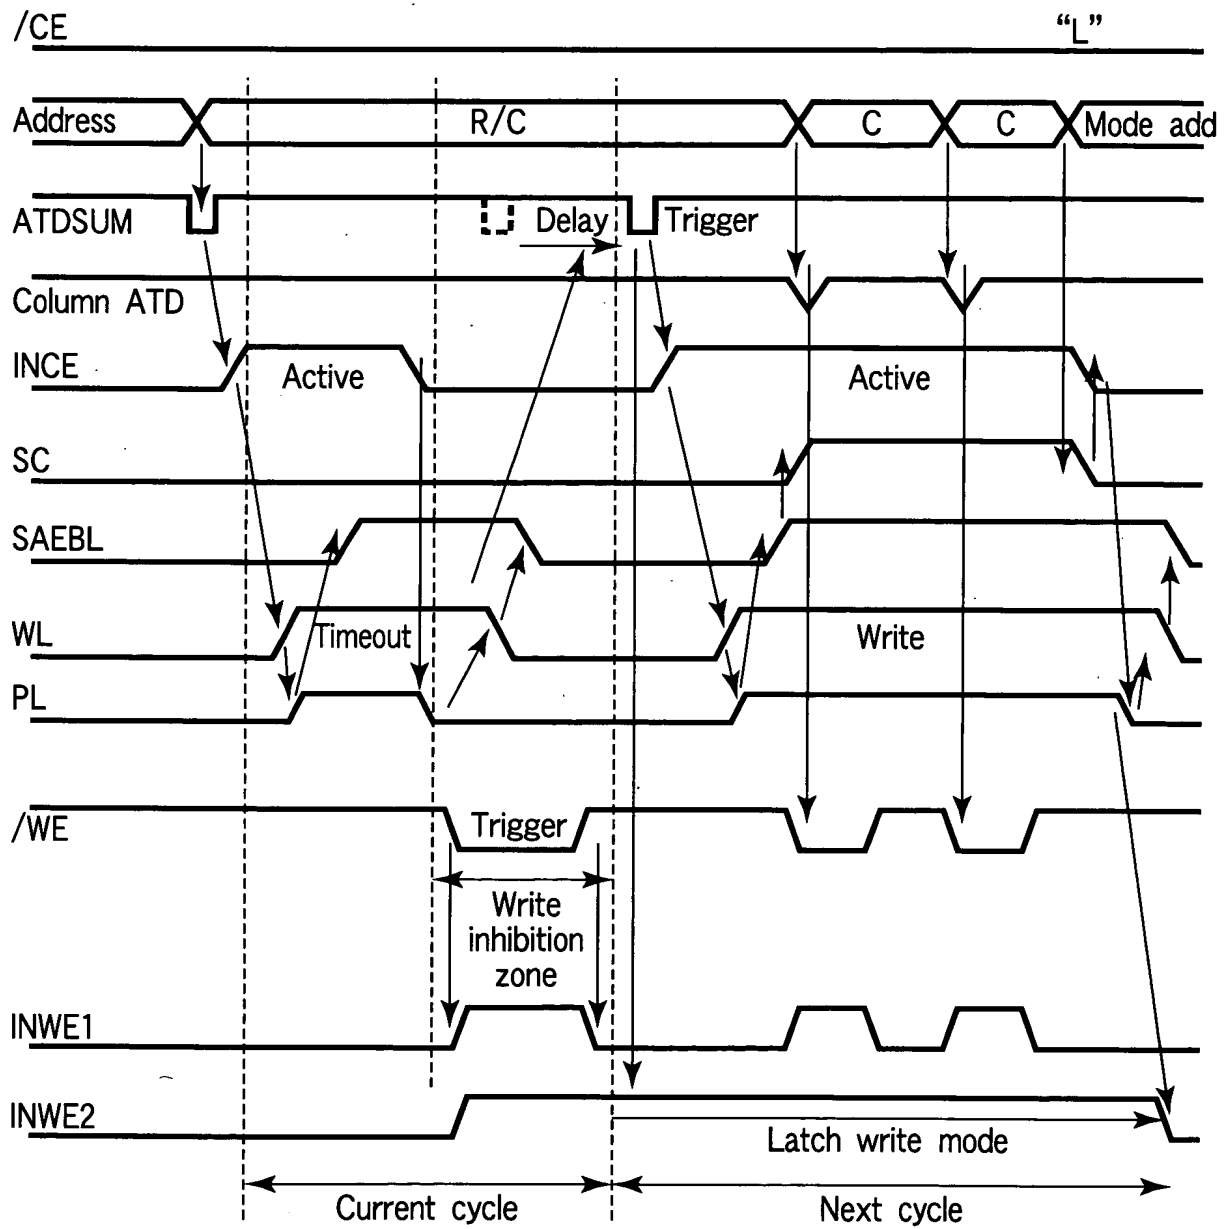 /CE
“L”
Address
R/C
C
C
Mode add
ATDSUM
Delay
Trigger
Column ATD
INCE
Active
Active
SC
SAEBL
WL
Timeout
Write
PL
/WE
Trigger
Write
inhibition
zone
INWE1
INWE2
Latch write mode
Current cycle
Next cycle